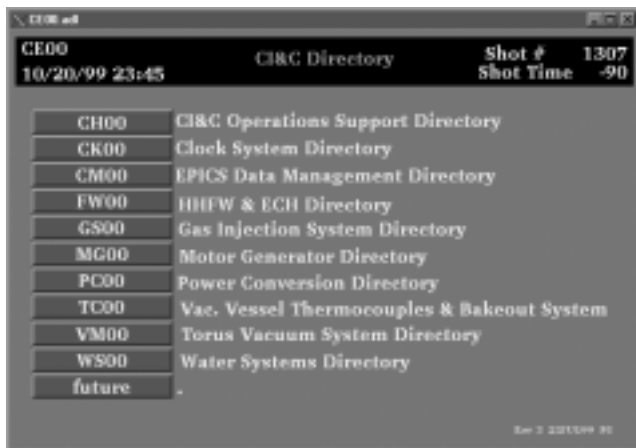 CE00.adl
CE00 CI&C Directory Shot # 1307
10/20/99 23:45 Shot Time -90
CH00 CI&C Operations Support Directory
CK00 Clock System Directory
CM00 EPICS Data Management Directory
FW00 HHFW & ECH Directory
GS00 Gas Injection System Directory
MG00 Motor Generator Directory
PC00 Power Conversion Directory
TC00 Vac. Vessel Thermocouples & Bakeout System
VM00 Torus Vacuum System Directory
WS00 Water Systems Directory
future .